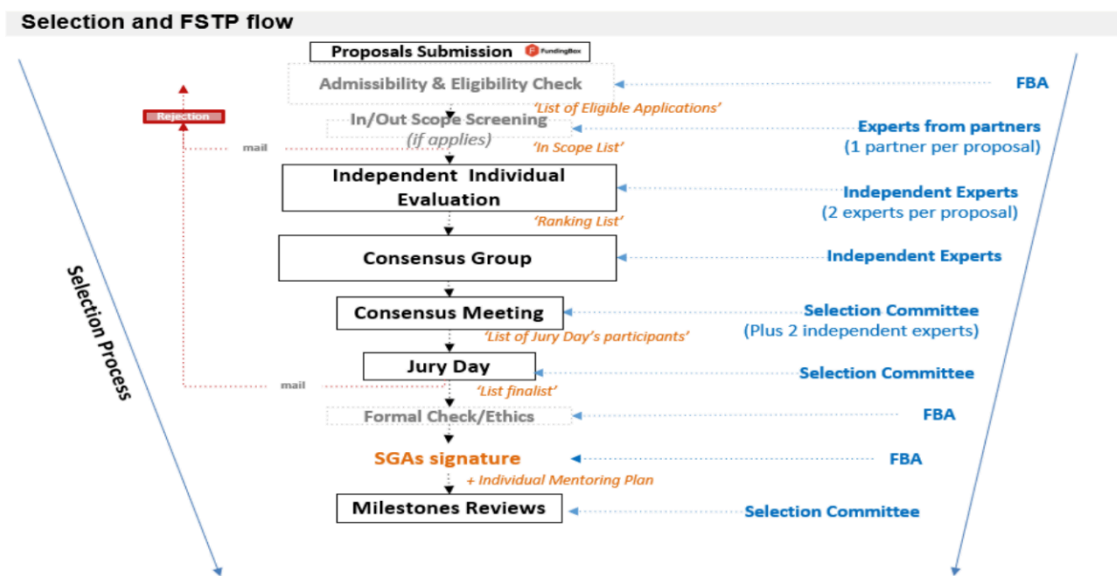 Selection and FSTP flow
Proposals Submission FundingBox
Admissibility & Eligibility Check
FBA
'List of Eligible Applications'
Rejection
In/Out Scope Screening
(if applies)
Experts from partners
(1 partner per proposal)
mail
'In Scope List'
Independent Individual
Evaluation
Independent Experts
(2 experts per proposal)
'Ranking List'
Consensus Group
Independent Experts
Selection Process
Consensus Meeting
Selection Committee
(Plus 2 independent experts)
'List of Jury Day's participants'
Jury Day
Selection Committee
mail
'List finalist'
Formal Check/Ethics
FBA
SGAs signature
FBA
+ Individual Mentoring Plan
Milestones Reviews
Selection Committee